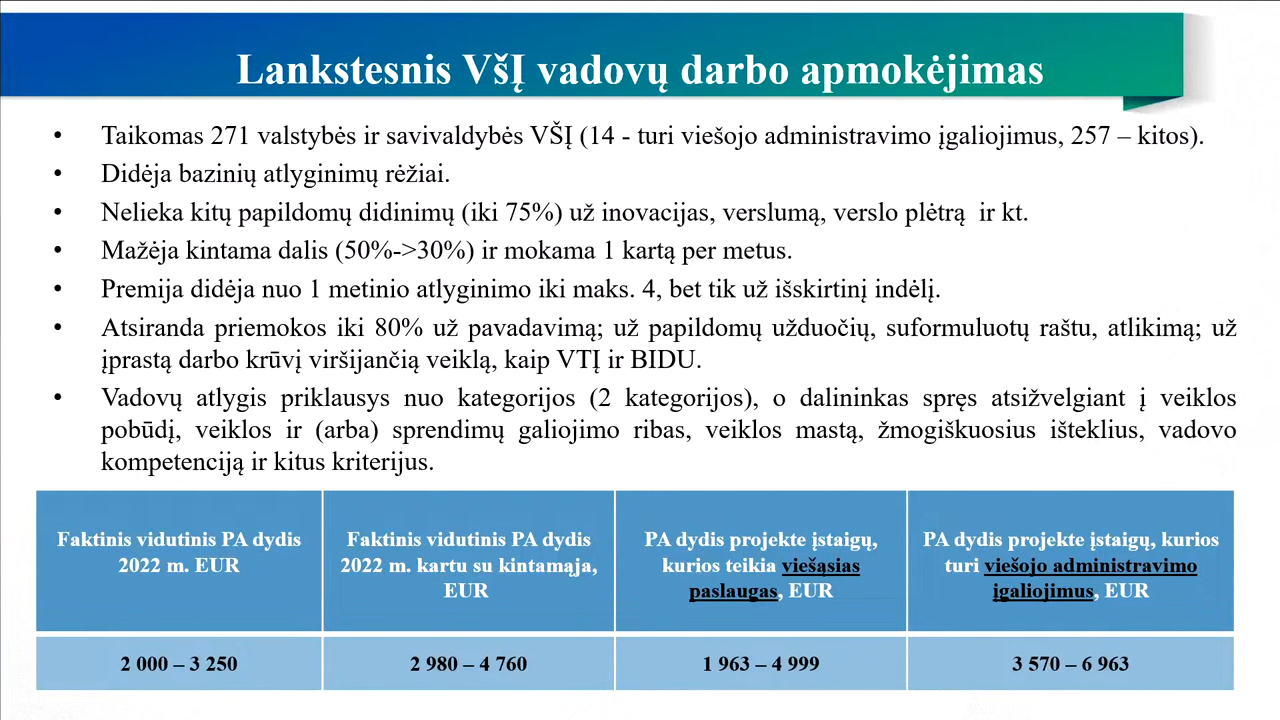 Lankstesnis VšĮ vadovų darbo apmokėjimas
• Taikomas 271 valstybės ir savivaldybės VŠĮ (14 - turi viešojo administravimo įgaliojimus, 257 – kitos).
• Didėja bazinių atlyginimų rėžiai.
• Nelieka kitų papildomų didinimų (iki 75%) už inovacijas, verslumą, verslo plėtrą  ir kt.
• Mažėja kintama dalis (50%->30%) ir mokama 1 kartą per metus.
• Premija didėja nuo 1 metinio atlyginimo iki maks. 4, bet tik už išskirtinį indėlį.
• Atsiranda priemokos iki 80% už pavadavimą; už papildomų užduočių, suformuluotų raštu, atlikimą; už
įprastą darbo krūvį viršijančią veiklą, kaip VTĮ ir BIDU.
• Vadovų atlygis priklausys nuo kategorijos (2 kategorijos), o dalininkas spręs atsižvelgiant į veiklos
pobūdį, veiklos ir (arba) sprendimų galiojimo ribas, veiklos mastą, žmogiškuosius išteklius, vadovo
kompetenciją ir kitus kriterijus.
Faktinis vidutinis PA dydis
2022 m. EUR
Faktinis vidutinis PA dydis
2022 m. kartu su kintamąja,
EUR
PA dydis projekte įstaigų,
kurios teikia viešąsias
paslaugas, EUR
PA dydis projekte įstaigų, kurios
turi viešojo administravimo
įgaliojimus, EUR
2 000 – 3 250
2 980 – 4 760
1 963 – 4 999
3 570 – 6 963